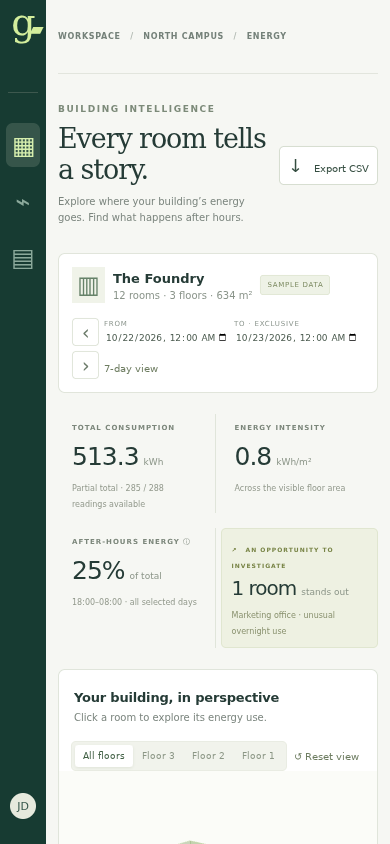 g
WORKSPACE / NORTH CAMPUS / ENERGY
BUILDING INTELLIGENCE
Every room tells
a story.
↓ Export CSV
Explore where your building’s energy
goes. Find what happens after hours.
The Foundry
12 rooms · 3 floors · 634 m²
SAMPLE DATA
FROM
10/22/2026, 12:00 AM
TO · EXCLUSIVE
10/23/2026, 12:00 AM
7-day view
TOTAL CONSUMPTION
513.3 kWh
Partial total · 285 / 288
readings available
ENERGY INTENSITY
0.8 kWh/m²
Across the visible floor area
AFTER-HOURS ENERGY ⓘ
25% of total
18:00–08:00 · all selected days
↗ AN OPPORTUNITY TO
INVESTIGATE
1 room stands out
Marketing office · unusual
overnight use
Your building, in perspective
Click a room to explore its energy use.
All floors Floor 3 Floor 2 Floor 1 ↺ Reset view
JD